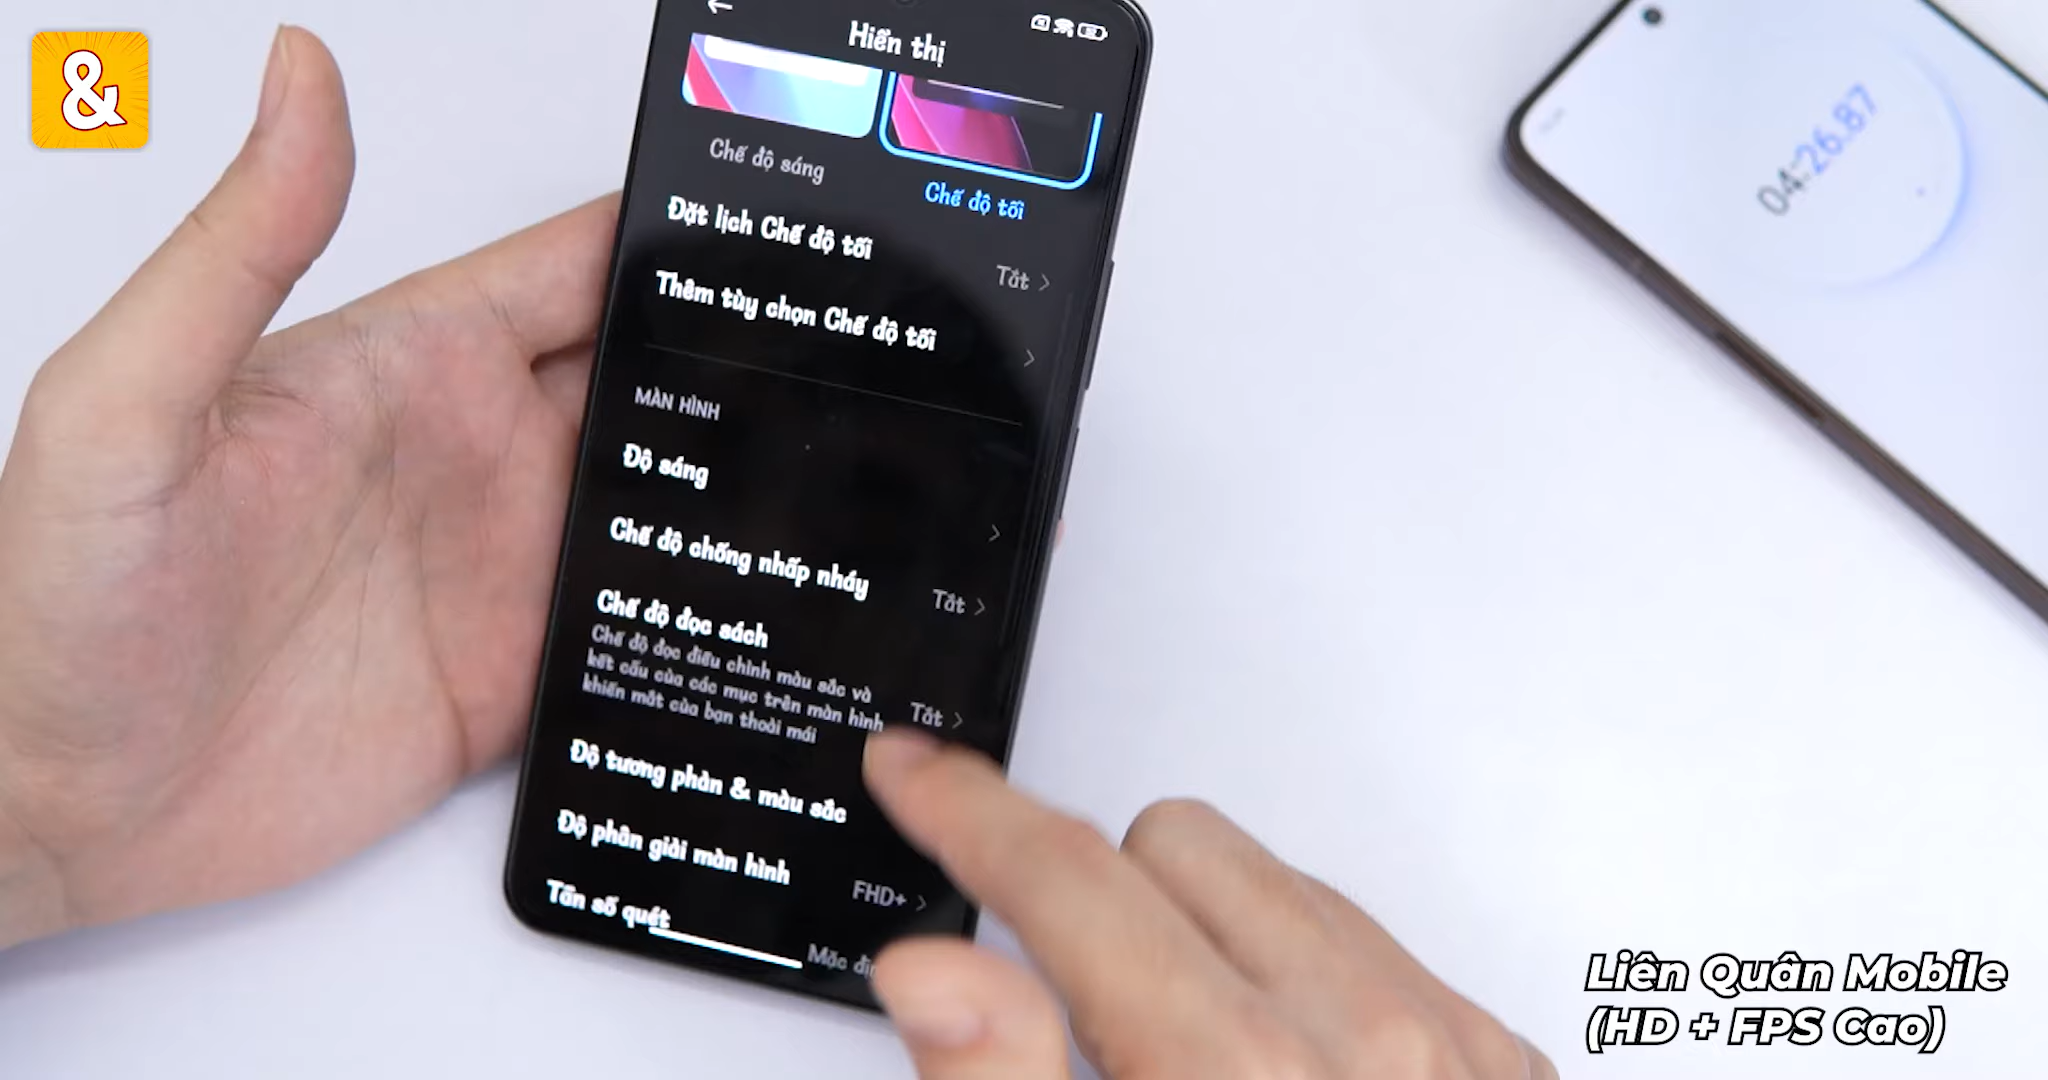 &
Hiển thị
Chế độ sáng
Chế độ tối
Đặt lịch Chế độ tối
Tắt
Thêm tùy chọn Chế độ tối
MÀN HÌNH
Độ sáng
Chế độ chống nhấp nháy
Tắt
Chế độ đọc sách
Chế độ đọc điều chỉnh màu sắc và
kết cấu của các mục trên màn hình
khiến mắt của bạn thoải mái
Tắt
Độ tương phản & màu sắc
Độ phân giải màn hình
FHD+
Tần số quét
Mặc
04:26.87
Liên Quân Mobile
(HD + FPS Cao)